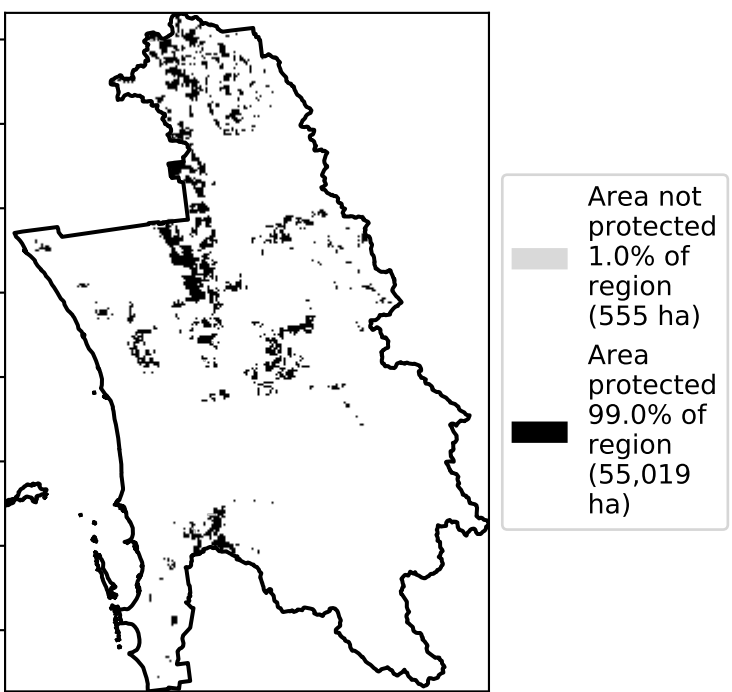 Area not
protected
1.0% of
region
(555 ha)
Area
protected
99.0% of
region
(55,019
ha)